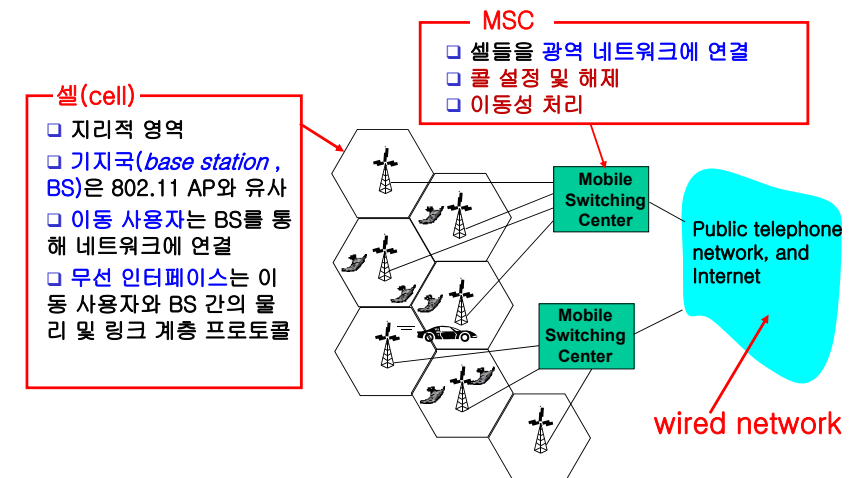 MSC
❑ 셀들을 광역 네트워크에 연결
❑ 콜 설정 및 해제
❑ 이동성 처리
셀(cell)
❑ 지리적 영역
❑ 기지국(base station ,
BS)은 802.11 AP와 유사
❑ 이동 사용자는 BS를 통
해 네트워크에 연결
❑ 무선 인터페이스는 이
동 사용자와 BS 간의 물
리 및 링크 계층 프로토콜
Mobile
Switching
Center
Public telephone
network, and
Internet
Mobile
Switching
Center
wired network